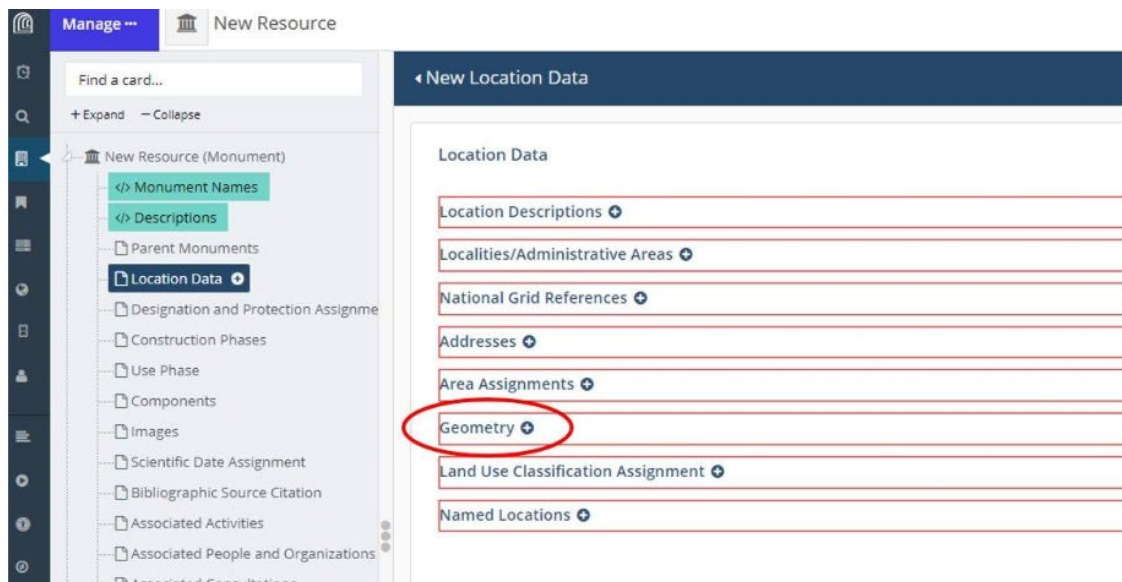 Manage ...
New Resource
Find a card...
+ Expand − Collapse
New Resource (Monument)
</> Monument Names
</> Descriptions
Parent Monuments
Location Data
Designation and Protection Assignme
Construction Phases
Use Phase
Components
Images
Scientific Date Assignment
Bibliographic Source Citation
Associated Activities
Associated People and Organizations
Associated Consultations
New Location Data
Location Data
Location Descriptions
Localities/Administrative Areas
National Grid References
Addresses
Area Assignments
Geometry
Land Use Classification Assignment
Named Locations